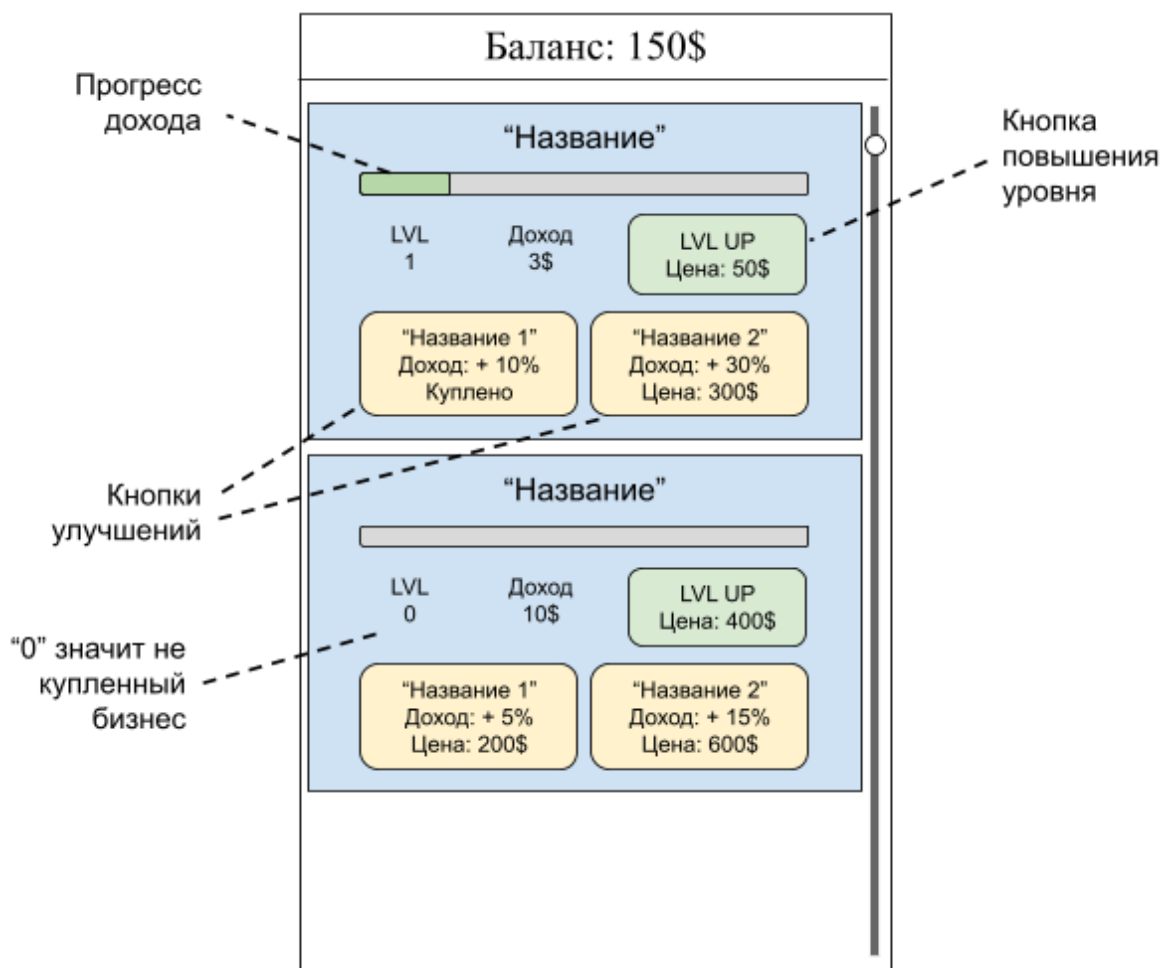 Баланс: 150$
Прогресс
дохода
“Название”
Кнопка
повышения
уровня
LVL
1
Доход
3$
LVL UP
Цена: 50$
“Название 1”
Доход: + 10%
Куплено
“Название 2”
Доход: + 30%
Цена: 300$
Кнопки
улучшений
“Название”
LVL
0
Доход
10$
LVL UP
Цена: 400$
“0” значит не
купленный
бизнес
“Название 1”
Доход: + 5%
Цена: 200$
“Название 2”
Доход: + 15%
Цена: 600$